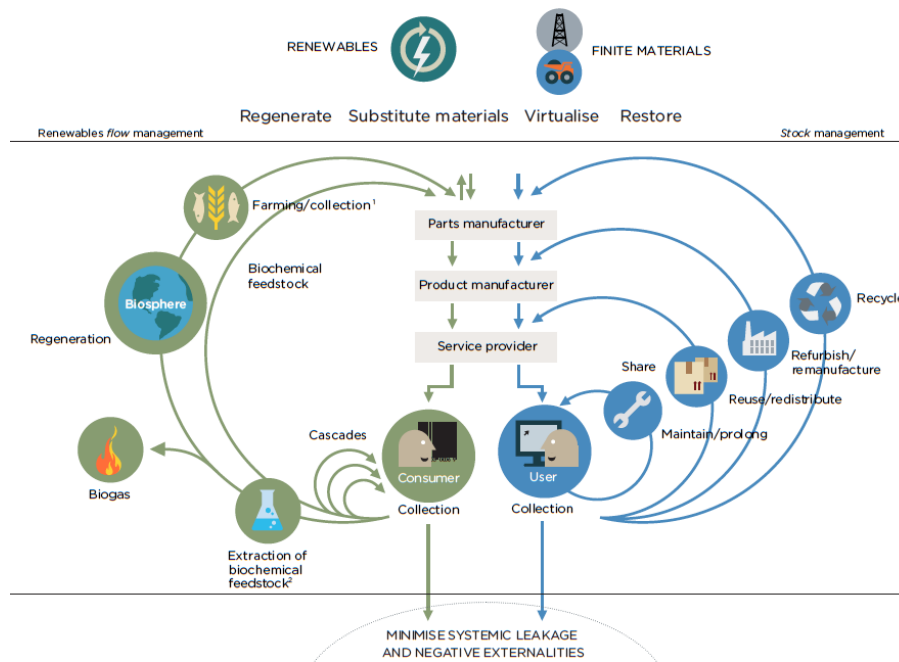 RENEWABLES
FINITE MATERIALS
Regenerate Substitute materials Virtualise Restore
Renewables flow management
Stock management
Farming/collection¹
Parts manufacturer
Biochemical
feedstock
Biosphere
Product manufacturer
Recycle
Regeneration
Service provider
Refurbish/
remanufacture
Share
Reuse/redistribute
Maintain/prolong
Cascades
Biogas
Consumer
User
Collection
Collection
Extraction of
biochemical
feedstock²
MINIMISE SYSTEMIC LEAKAGE
AND NEGATIVE EXTERNALITIES